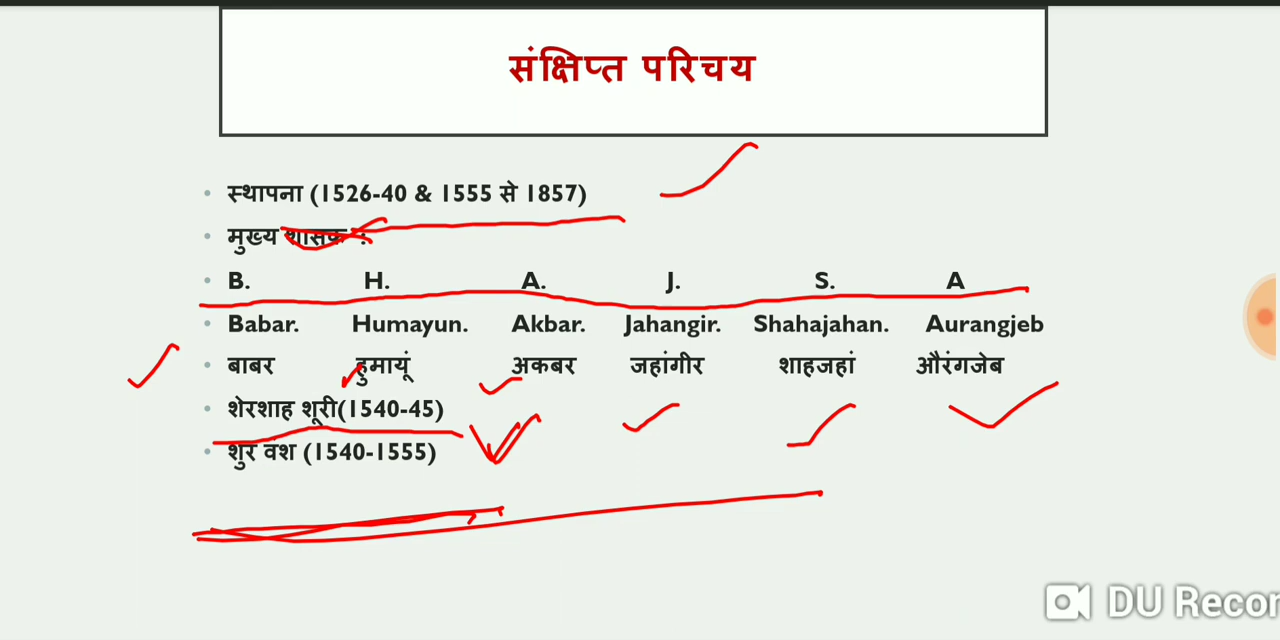 संक्षिप्त परिचय
स्थापना (1526-40 & 1555 से 1857)
मुख्य शासक :
B. H. A. J. S. A
Babar. Humayun. Akbar. Jahangir. Shahajahan. Aurangjeb
बाबर हुमायूं अकबर जहांगीर शाहजहां औरंगजेब
शेरशाह शूरी(1540-45)
शुर वंश (1540-1555)
DU Recor